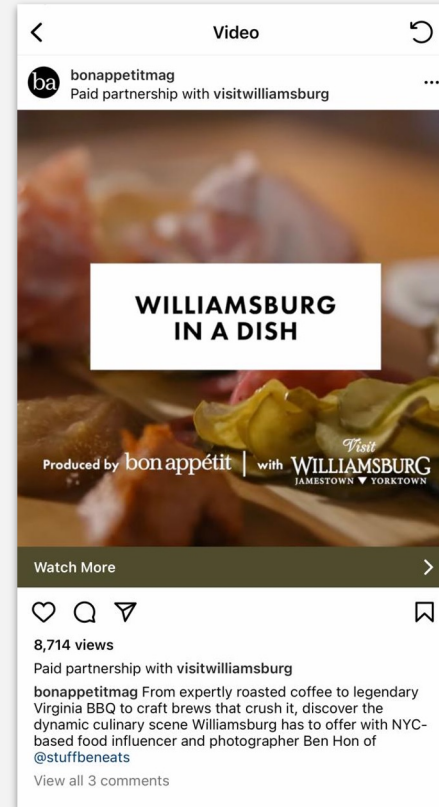 Video
ba
bonappetitmag
Paid partnership with visitwilliamsburg
WILLIAMSBURG
IN A DISH
Produced by bon appétit | with Visit
WILLIAMSBURG
JAMESTOWN ▼ YORKTOWN
Watch More
8,714 views
Paid partnership with visitwilliamsburg
bonappetitmag From expertly roasted coffee to legendary
Virginia BBQ to craft brews that crush it, discover the
dynamic culinary scene Williamsburg has to offer with NYC-
based food influencer and photographer Ben Hon of
@stuffbeneats
View all 3 comments